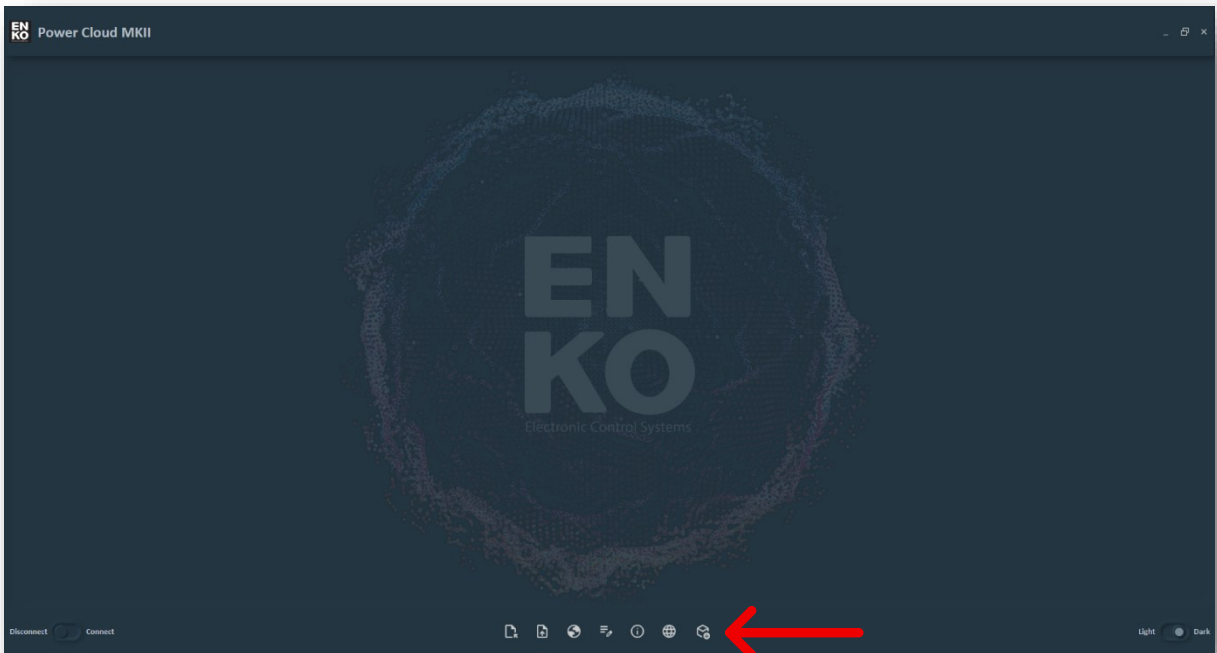 EN
KO
Power Cloud MKII
EN
KO
Electronic Control Systems
Disconnect
Connect
Light
Dark